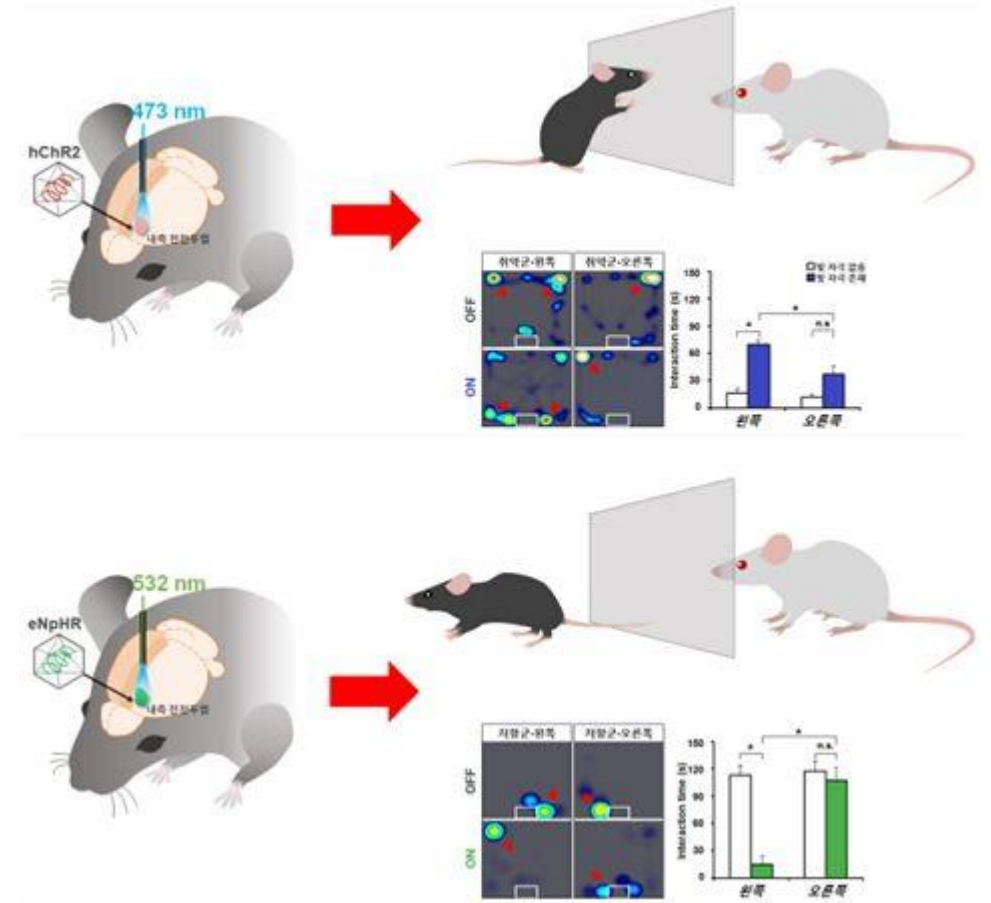 473 nm
hChR2
내측 전전두엽
취약군-왼쪽
취약군-오른쪽
OFF
ON
Interaction time (s)
150
120
90
60
30
0
빛 자극 없음
빛 자극 존재
*
*
n.s.
왼쪽
오른쪽
532 nm
eNpHR
내측 전전두엽
저항군-왼쪽
저항군-오른쪽
OFF
ON
Interaction time (s)
150
120
90
60
30
0
*
*
n.s.
왼쪽
오른쪽